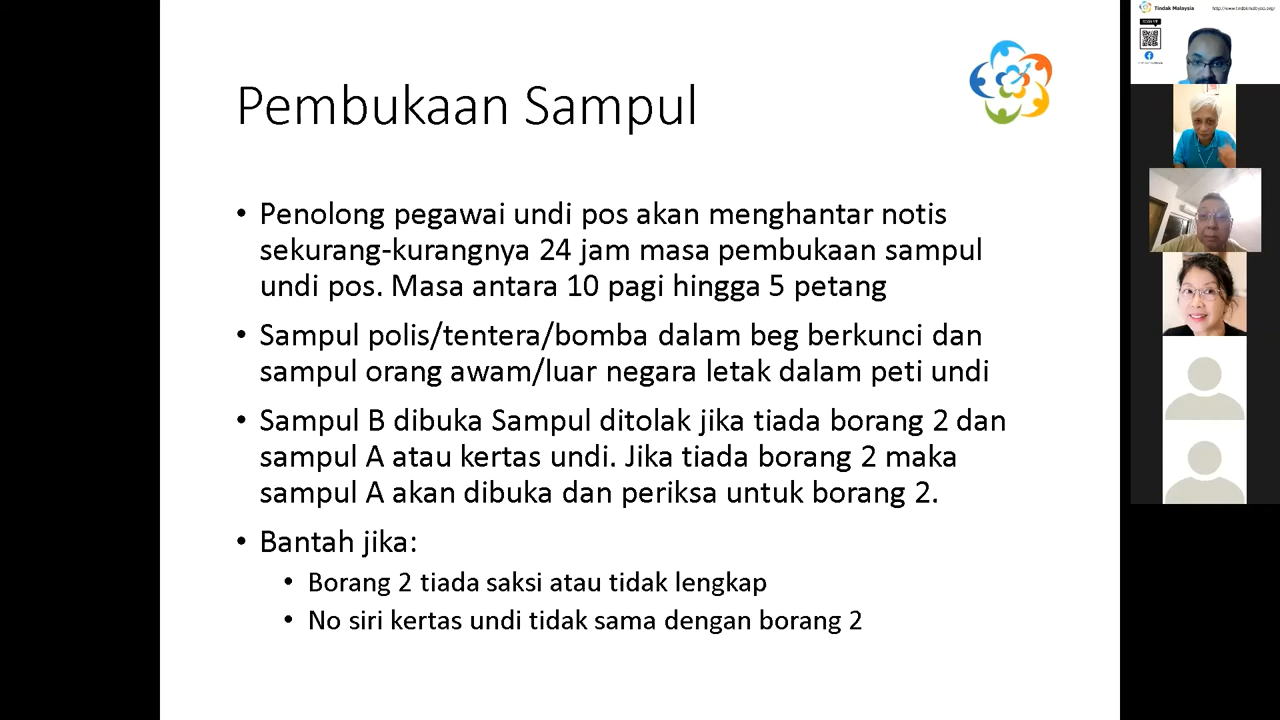 Pembukaan Sampul
• Penolong pegawai undi pos akan menghantar notis
sekurang-kurangnya 24 jam masa pembukaan sampul
undi pos. Masa antara 10 pagi hingga 5 petang
• Sampul polis/tentera/bomba dalam beg berkunci dan
sampul orang awam/luar negara letak dalam peti undi
• Sampul B dibuka Sampul ditolak jika tiada borang 2 dan
sampul A atau kertas undi. Jika tiada borang 2 maka
sampul A akan dibuka dan periksa untuk borang 2.
• Bantah jika:
• Borang 2 tiada saksi atau tidak lengkap
• No siri kertas undi tidak sama dengan borang 2
Tindak Malaysia